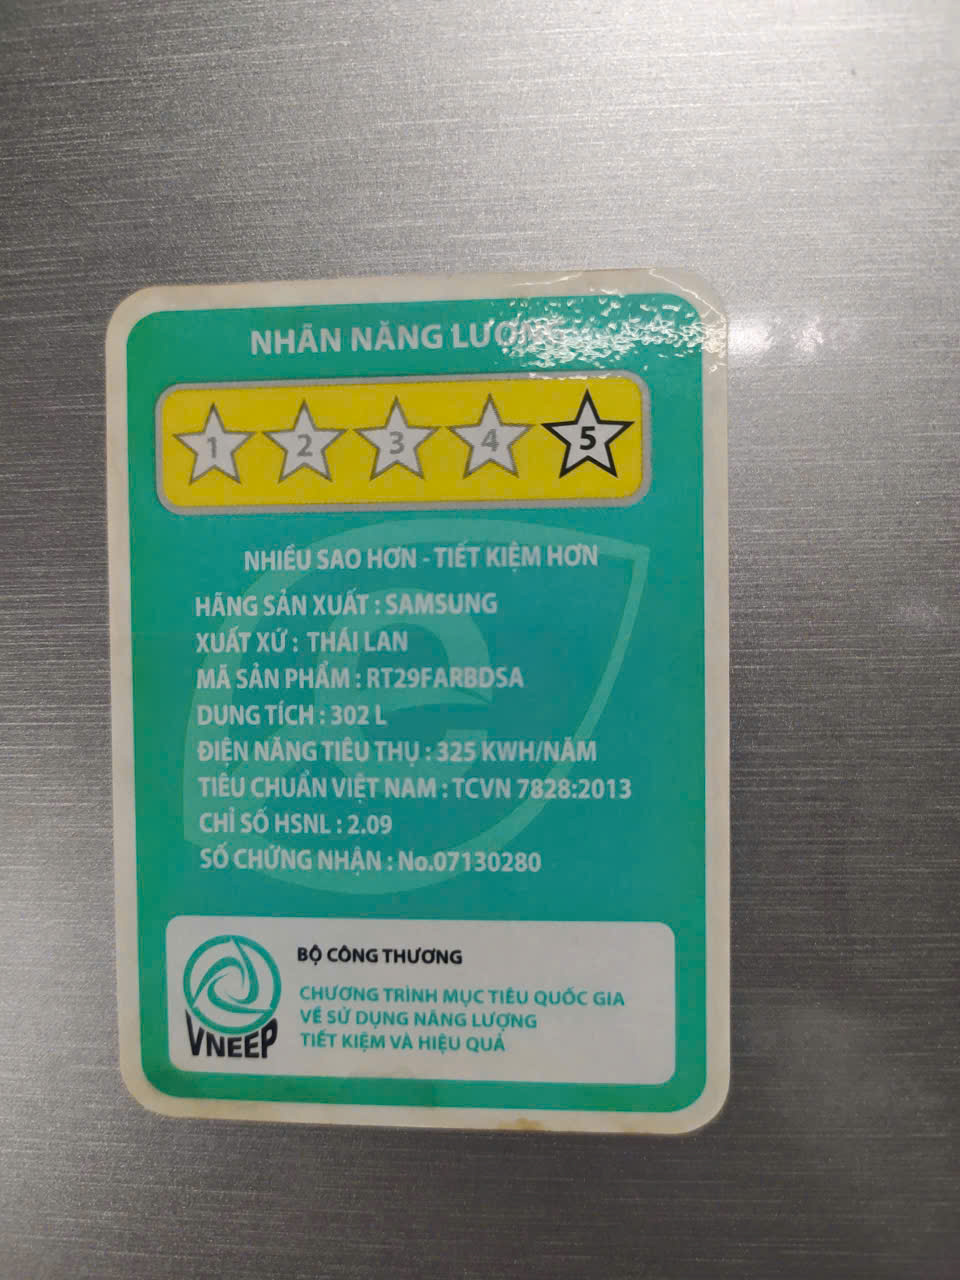 NHÃN NĂNG LƯỢNG
1 2 3 4 5
NHIỀU SAO HƠN - TIẾT KIỆM HƠN
HÃNG SẢN XUẤT : SAMSUNG
XUẤT XỨ : THÁI LAN
MÃ SẢN PHẨM : RT29FARBDSA
DUNG TÍCH : 302 L
ĐIỆN NĂNG TIÊU THỤ : 325 KWH/NĂM
TIÊU CHUẨN VIỆT NAM : TCVN 7828:2013
CHỈ SỐ HSNL : 2.09
SỐ CHỨNG NHẬN : No.07130280
BỘ CÔNG THƯƠNG
CHƯƠNG TRÌNH MỤC TIÊU QUỐC GIA
VỀ SỬ DỤNG NĂNG LƯỢNG
TIẾT KIỆM VÀ HIỆU QUẢ
VNEEP